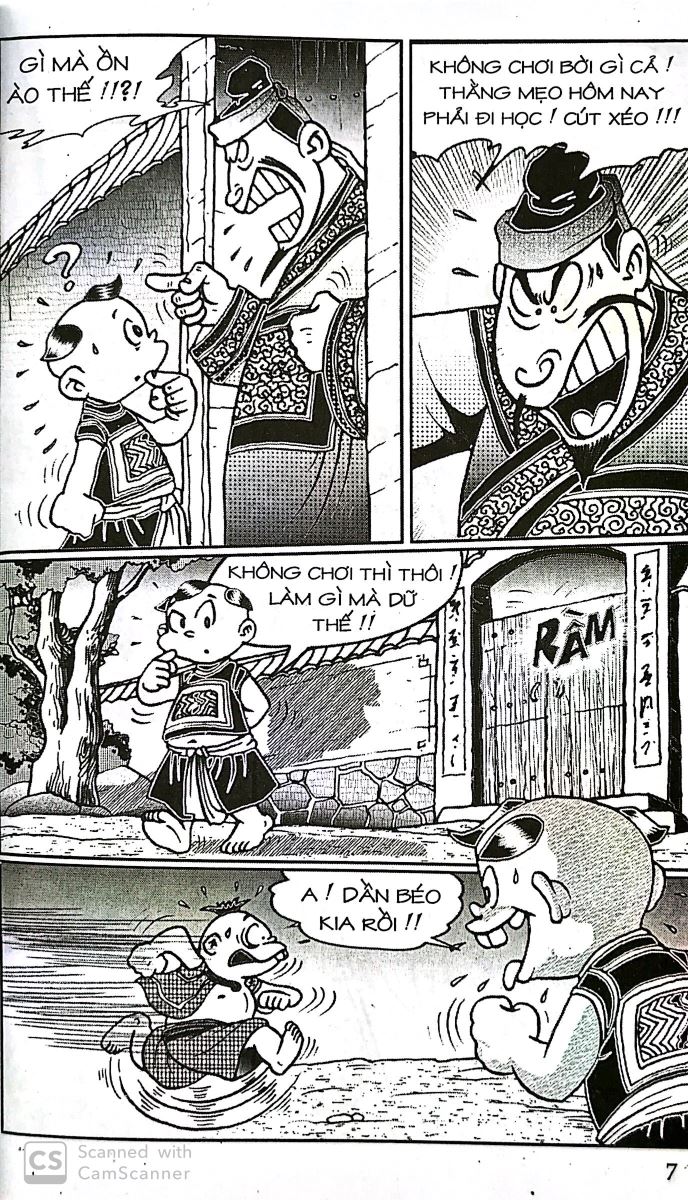 GÌ MÀ ỒN
ÀO THẾ !!?!
KHÔNG CHƠI BỜI GÌ CẢ !
THẰNG MẸO HÔM NAY
PHẢI ĐI HỌC ! CÚT XÉO !!!
?
KHÔNG CHƠI THÌ THÔI !
LÀM GÌ MÀ DỮ
THẾ !!
RẦM
A ! DẦN BÉO
KIA RỒI !!
CS Scanned with
CamScanner
7